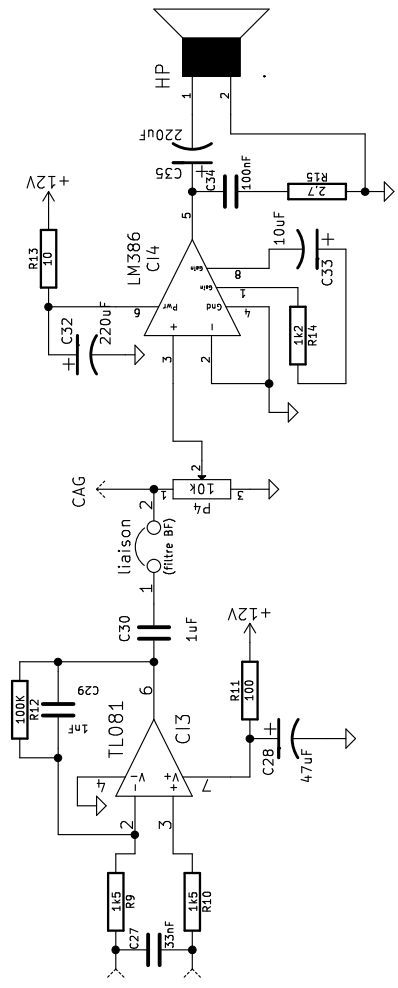 HP
1
2
220uF
C35
+
C34
100nF
R15
2,7
5
+12V
R13
10
LM386
CI4
10uF
+
C33
8
Gain
1
Gain
4
Gnd
6
Pwr
C32
+
220uF
1k2
R14
+
-
3
2
CAG
2
1
10k
3
P4
2
liaison
(filtre BF)
1
C30
1uF
+12V
R11
100
6
C29
100K
R12
1nF
TL081
CI3
4
V-
V+
7
-
+
C28
+
47uF
2
3
1k5
R9
1k5
R10
C27
33nF